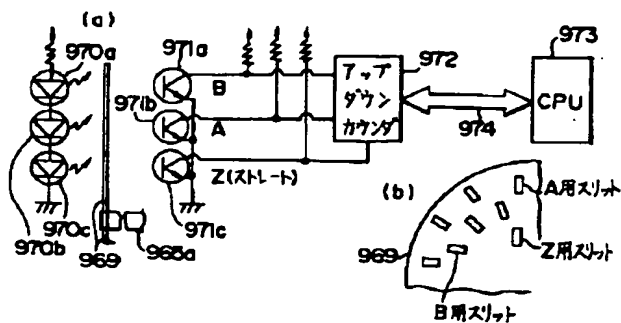 (a)
970a
970b
970c
969
968a
971a
971b
971c
B
A
Z(ストレート)
アップ
ダウン
カウンタ
972
974
973
CPU
(b)
969
A用スリット
Z用スリット
B用スリット